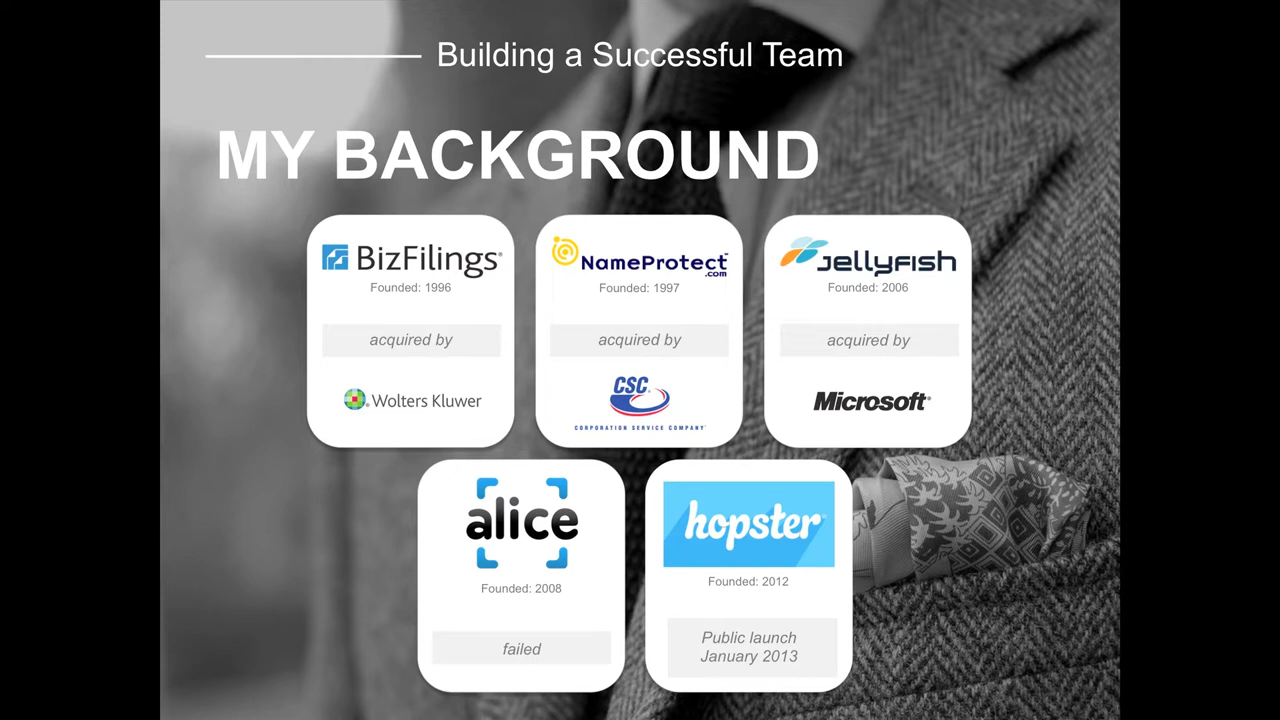 Building a Successful Team
MY BACKGROUND
BizFilings®
Founded: 1996
acquired by
Wolters Kluwer
NameProtect
.com
Founded: 1997
acquired by
CSC
CORPORATION SERVICE COMPANY
Jellyfish
Founded: 2006
acquired by
Microsoft®
alice
Founded: 2008
failed
hopster
Founded: 2012
Public launch
January 2013